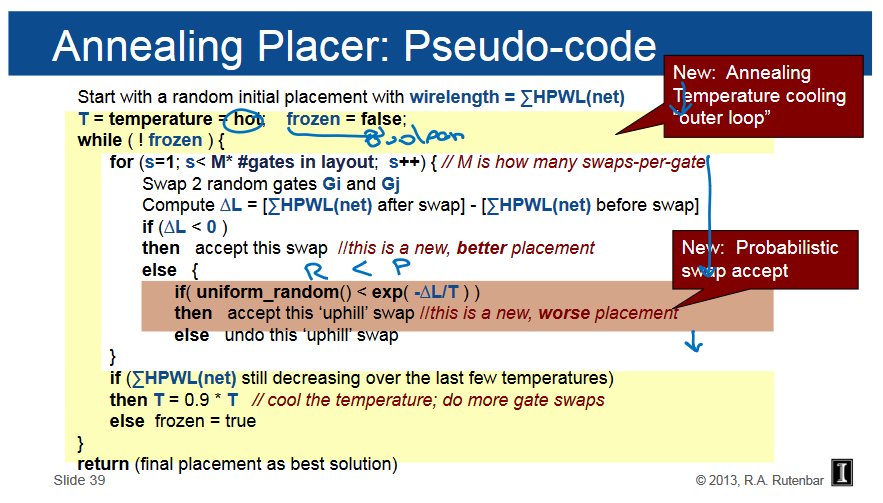 Annealing Placer: Pseudo-code
New: Annealing
Temperature cooling
“outer loop”
Start with a random initial placement with wirelength = ∑HPWL(net)
T = temperature = hot; frozen = false;
Boolean
while ( ! frozen ) {
for (s=1; s< M* #gates in layout; s++) { // M is how many swaps-per-gate
Swap 2 random gates Gi and Gj
Compute ∆L = [∑HPWL(net) after swap] - [∑HPWL(net) before swap]
if (∆L < 0 )
then accept this swap //this is a new, better placement
New: Probabilistic
swap accept
else {
R < P
if( uniform_random() < exp( -∆L/T ) )
then accept this ‘uphill’ swap //this is a new, worse placement
else undo this ‘uphill’ swap
}
if (∑HPWL(net) still decreasing over the last few temperatures)
then T = 0.9 * T // cool the temperature; do more gate swaps
else frozen = true
}
return (final placement as best solution)
Slide 39
© 2013, R.A. Rutenbar
I